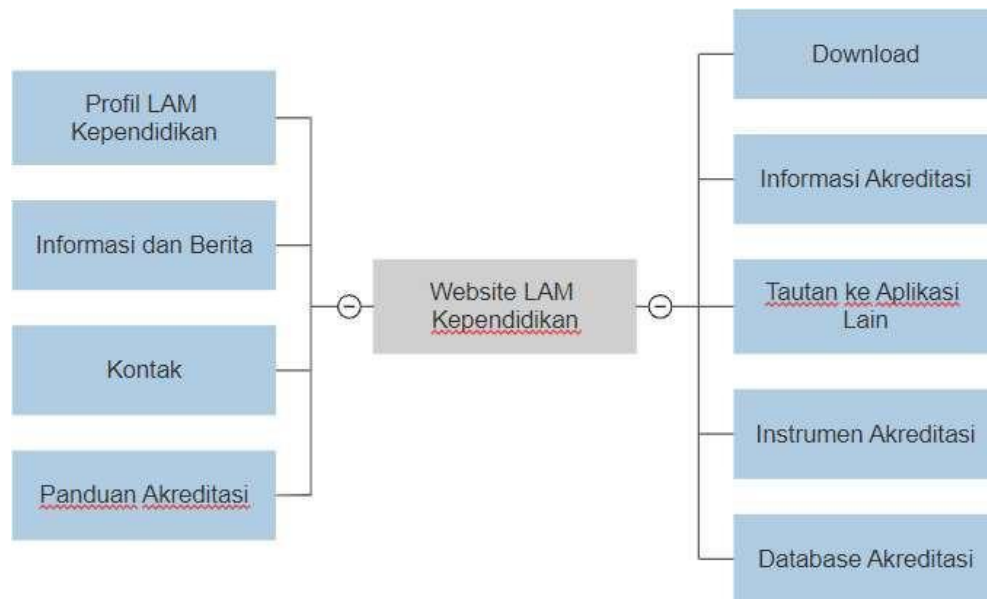 Profil LAM
Kependidikan
Informasi dan Berita
Kontak
Panduan Akreditasi
Website LAM
Kependidikan
Download
Informasi Akreditasi
Tautan ke Aplikasi
Lain
Instrumen Akreditasi
Database Akreditasi